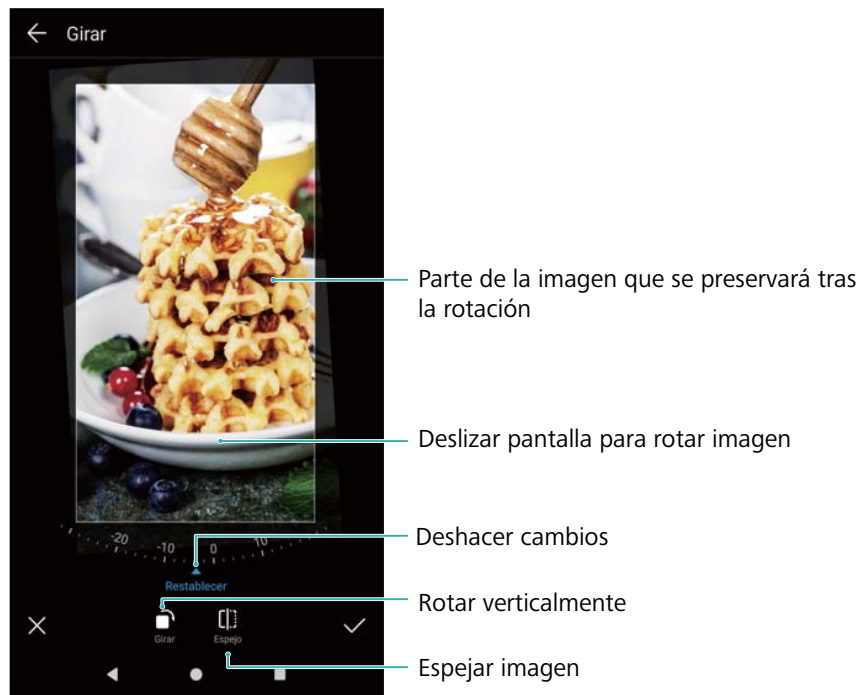 Girar
Parte de la imagen que se preservará tras
la rotación
Deslizar pantalla para rotar imagen
-20
-10
0
10
Deshacer cambios
Restablecer
Rotar verticalmente
Girar
Espejo
Espejar imagen